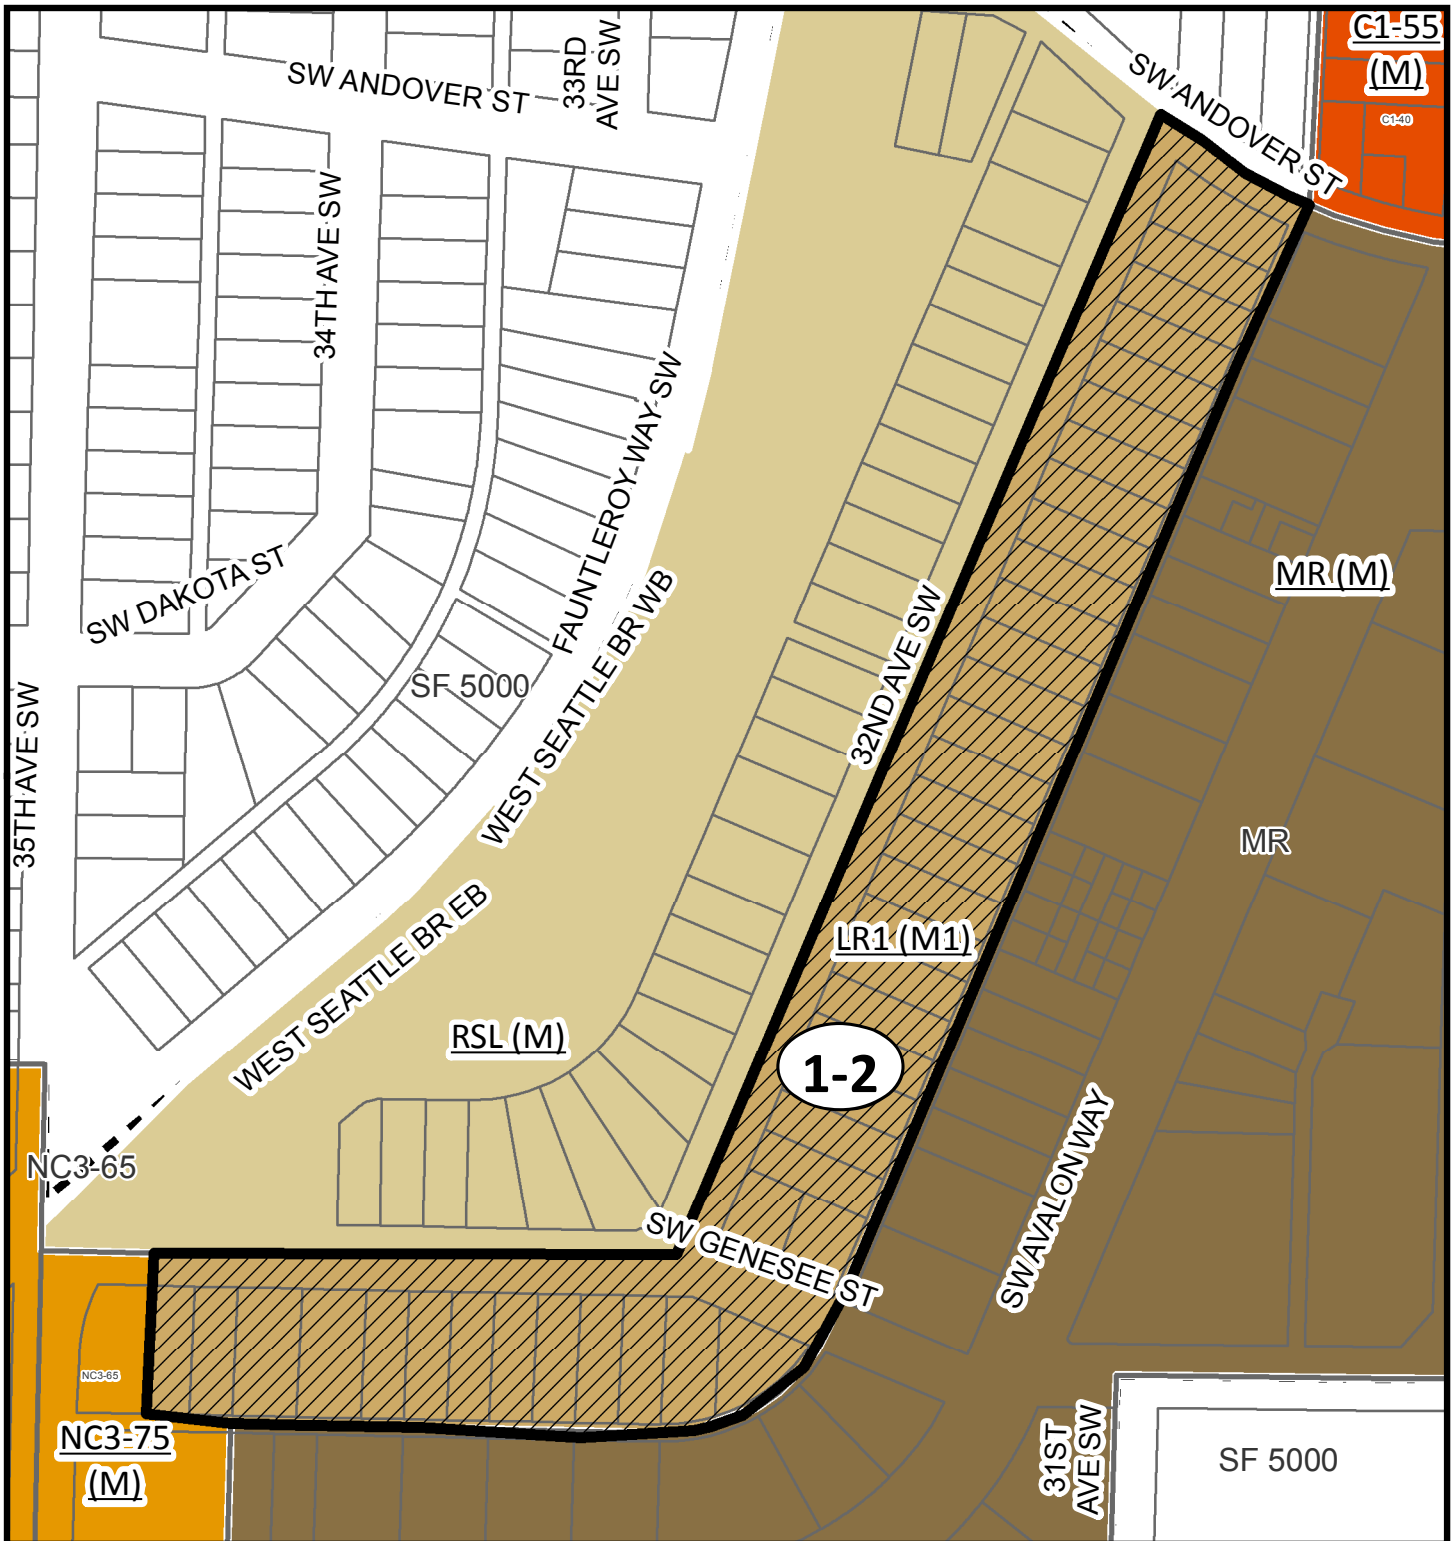 C1-55
(M)
C1-40
SW ANDOVER ST
33RD
AVE SW
SW ANDOVER ST
34TH AVE SW
FAUNTLEROY WAY SW
SW DAKOTA ST
WEST SEATTLE BR WB
SF 5000
35TH AVE SW
32ND AVE SW
MR (M)
MR
WEST SEATTLE BR EB
LR1 (M1)
RSL (M)
1-2
NC3-65
SW AVALON WAY
SW GENESEE ST
NC3-65
NC3-75
(M)
31ST
AVE SW
SF 5000